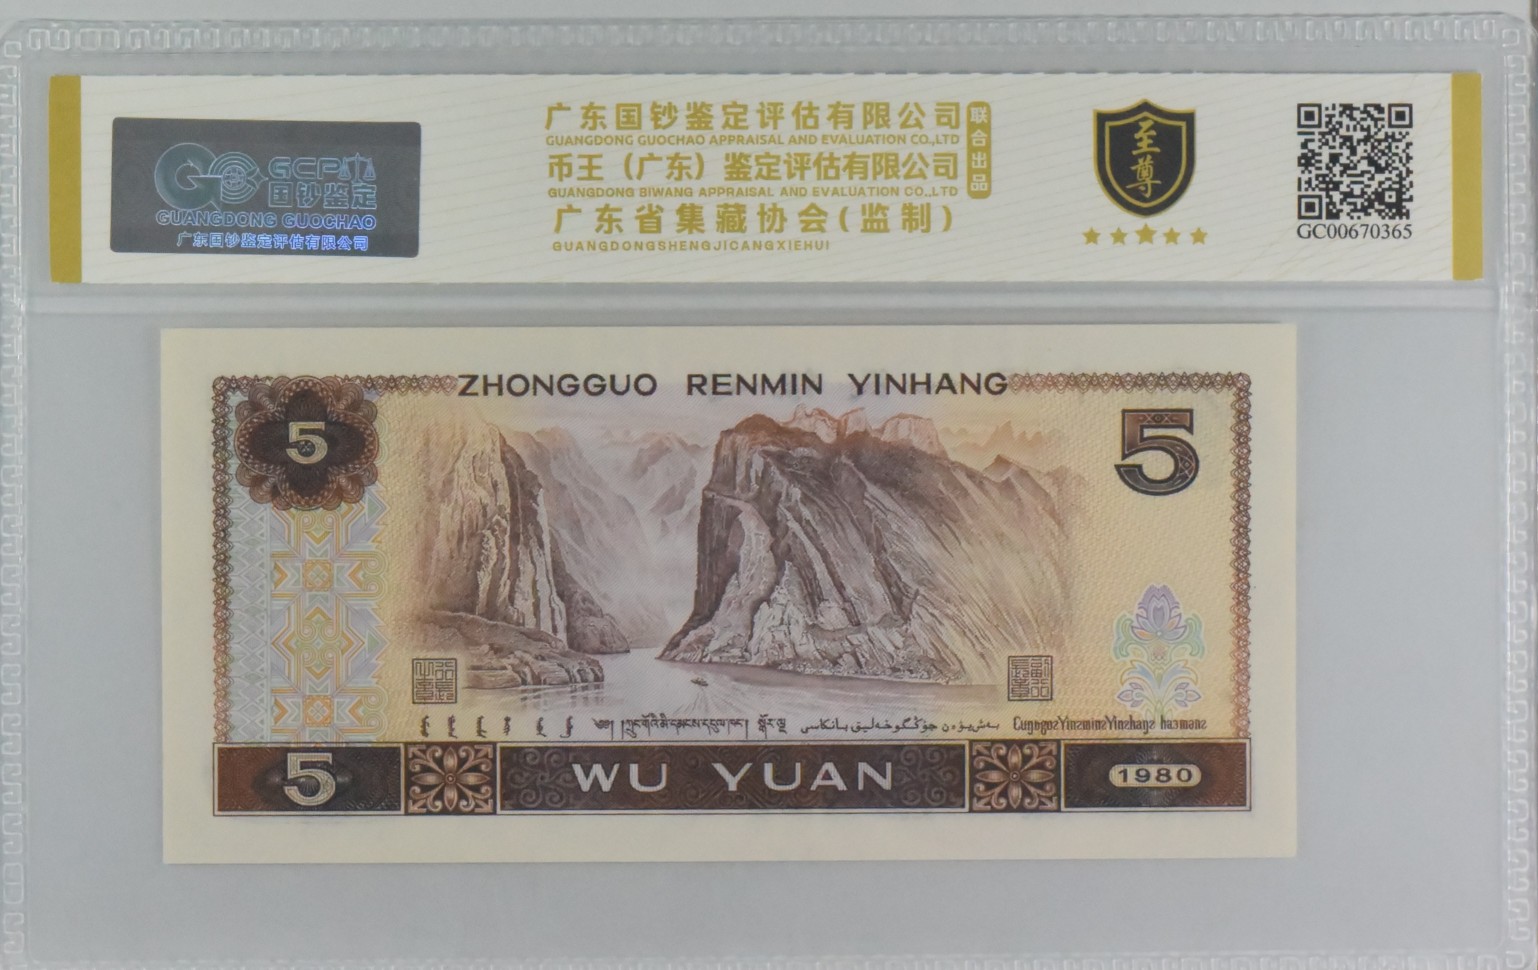 广东国钞鉴定评估有限公司
GUANGDONG GUOCHAO APPRAISAL AND EVALUATION CO.,LTD
币王（广东）鉴定评估有限公司
GUANGDONG BIWANG APPRAISAL AND EVALUATION CO.,LTD
广东省集藏协会(监制)
GUANGDONGSHENGJICANGXIEHUI
联合出品
GCP
国钞鉴定
GUANGDONG GUOCHAO
广东国钞鉴定评估有限公司
至尊
GC00670365
ZHONGGUO RENMIN YINHANG
5
5
5 WU YUAN 1980